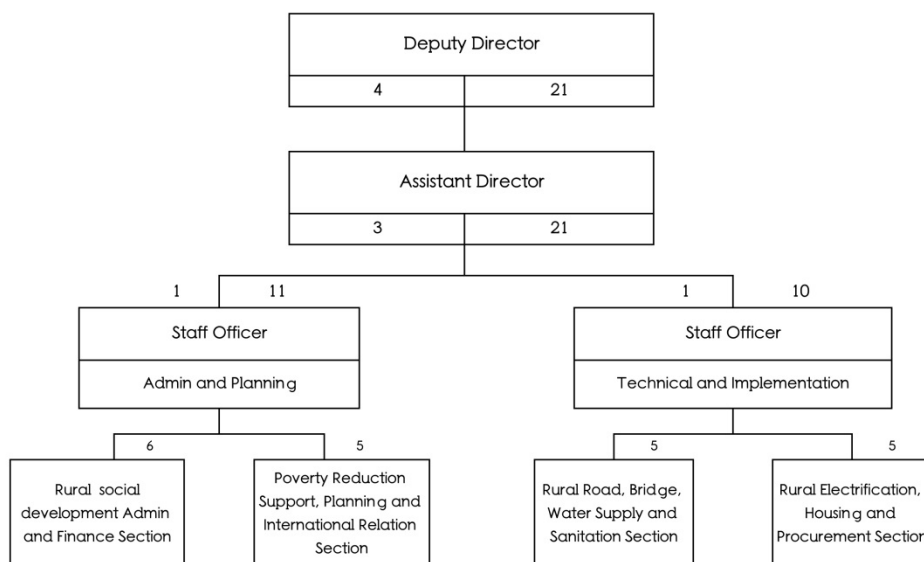 Deputy Director
4 21
Assistant Director
3 21
1 11
1 10
Staff Officer
Admin and Planning
Staff Officer
Technical and Implementation
6
5
5
5
Rural social
development Admin
and Finance Section
Poverty Reduction
Support, Planning and
International Relation
Section
Rural Road, Bridge,
Water Supply and
Sanitation Section
Rural Electrification,
Housing and
Procurement Section